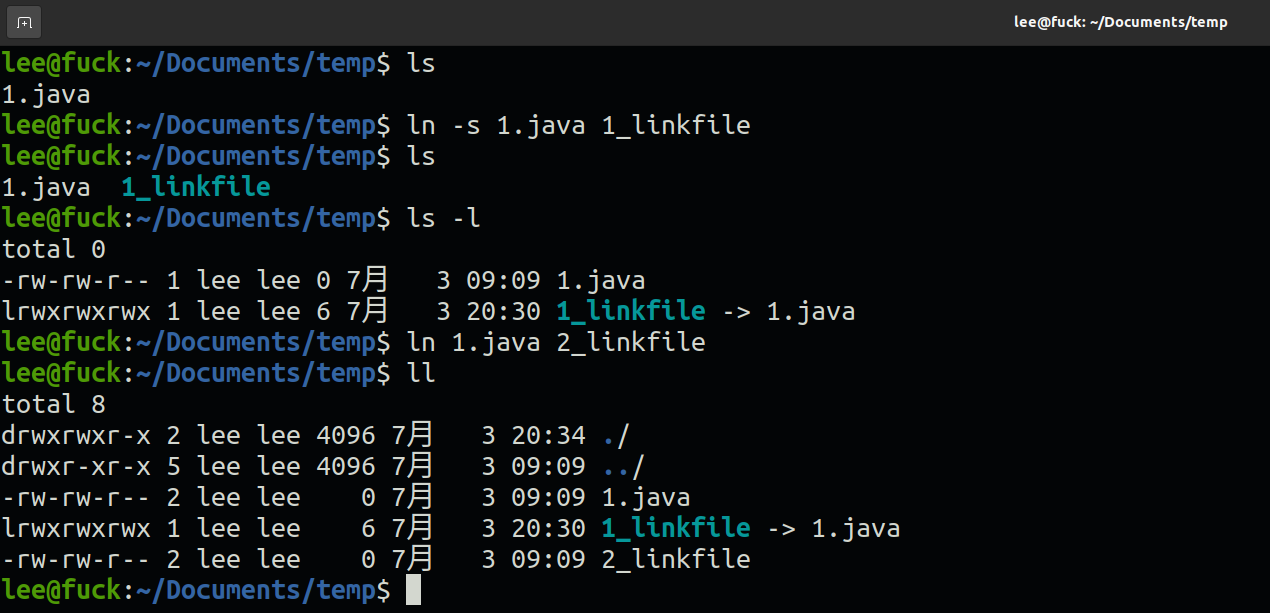 lee@fuck: ~/Documents/temp
lee@fuck:~/Documents/temp$ ls
1.java
lee@fuck:~/Documents/temp$ ln -s 1.java 1_linkfile
lee@fuck:~/Documents/temp$ ls
1.java  1_linkfile
lee@fuck:~/Documents/temp$ ls -l
total 0
-rw-rw-r-- 1 lee lee 0 7月   3 09:09 1.java
lrwxrwxrwx 1 lee lee 6 7月   3 20:30 1_linkfile -> 1.java
lee@fuck:~/Documents/temp$ ln 1.java 2_linkfile
lee@fuck:~/Documents/temp$ ll
total 8
drwxrwxr-x 2 lee lee 4096 7月   3 20:34 ./
drwxr-xr-x 5 lee lee 4096 7月   3 09:09 ../
-rw-rw-r-- 2 lee lee    0 7月   3 09:09 1.java
lrwxrwxrwx 1 lee lee    6 7月   3 20:30 1_linkfile -> 1.java
-rw-rw-r-- 2 lee lee    0 7月   3 09:09 2_linkfile
lee@fuck:~/Documents/temp$